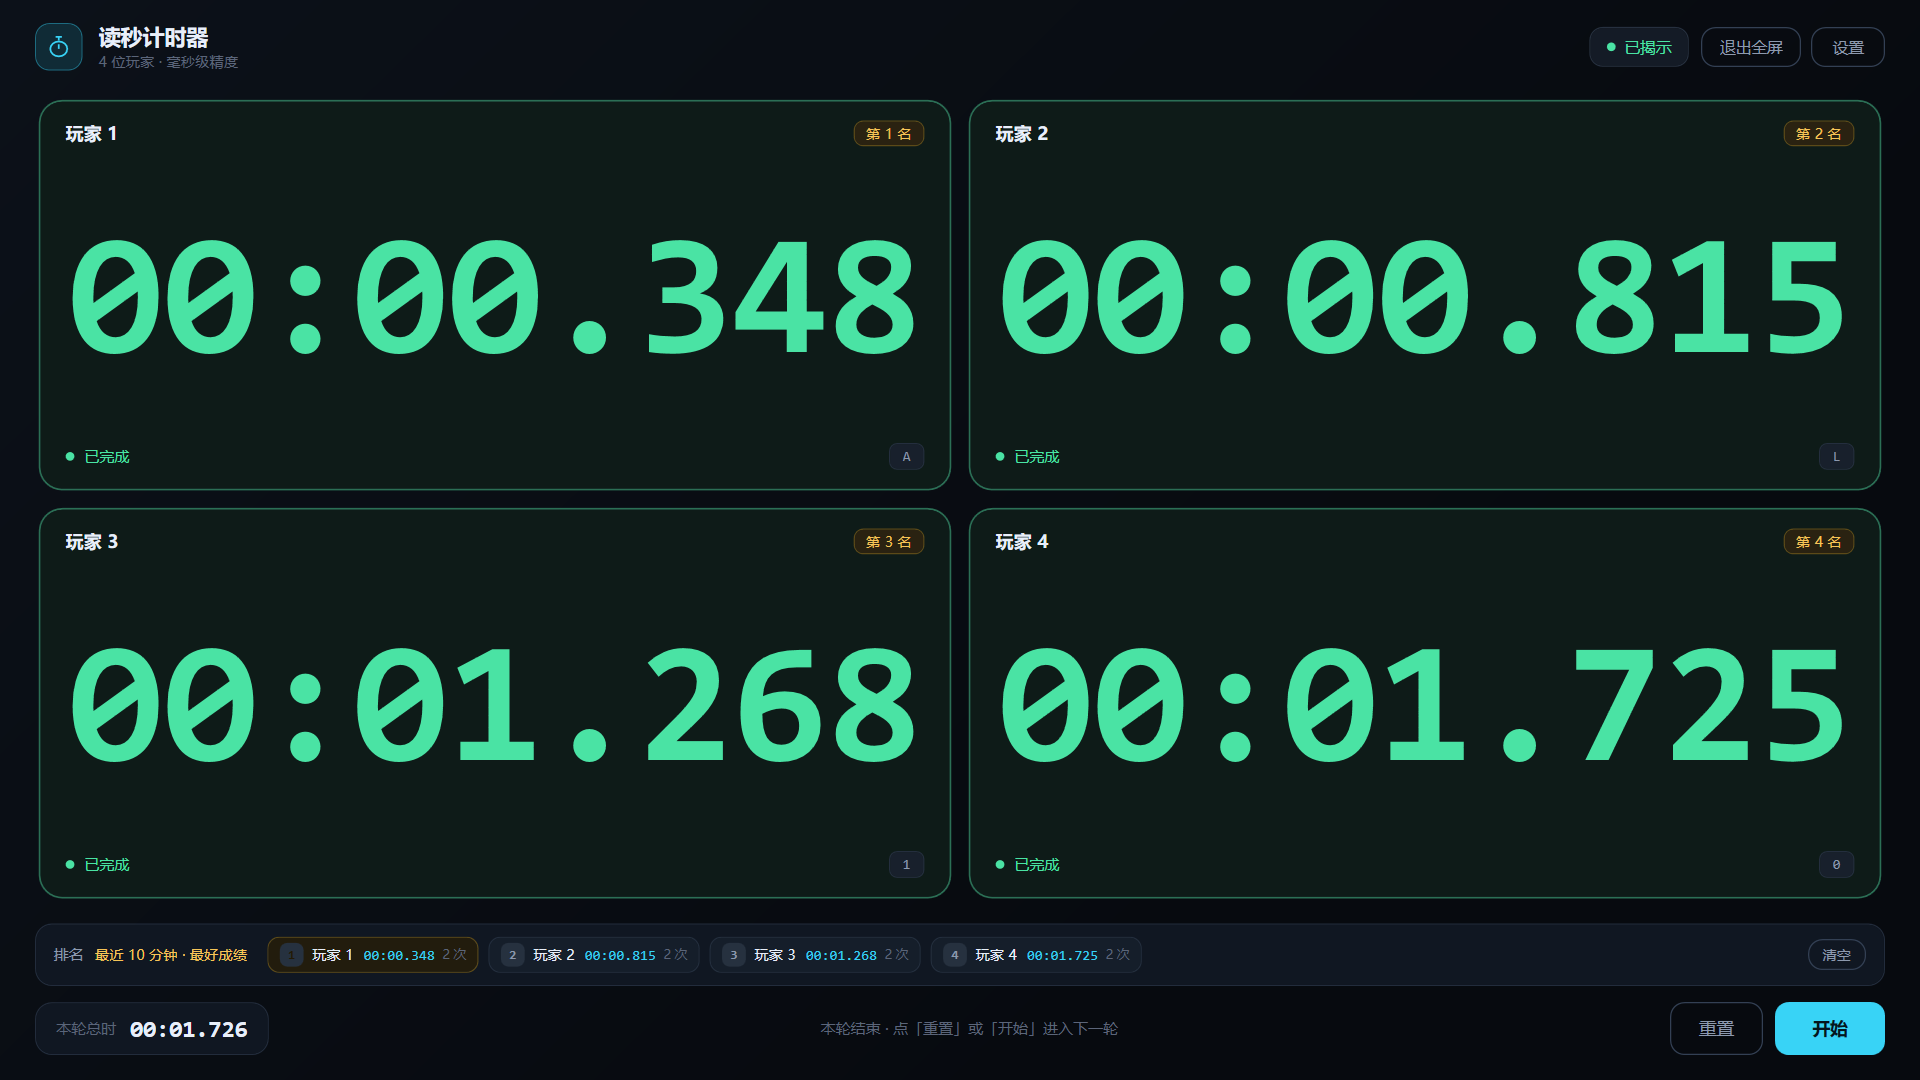 读秒计时器
4 位玩家 · 毫秒级精度
已揭示
退出全屏
设置
玩家 1
第 1 名
00:00.348
已完成
A
玩家 2
第 2 名
00:00.815
已完成
L
玩家 3
第 3 名
00:01.268
已完成
1
玩家 4
第 4 名
00:01.725
已完成
0
排名 最近 10 分钟 · 最好成绩
1 玩家 1 00:00.348 2 次
2 玩家 2 00:00.815 2 次
3 玩家 3 00:01.268 2 次
4 玩家 4 00:01.725 2 次
清空
本轮总时 00:01.726
本轮结束 · 点「重置」或「开始」进入下一轮
重置
开始